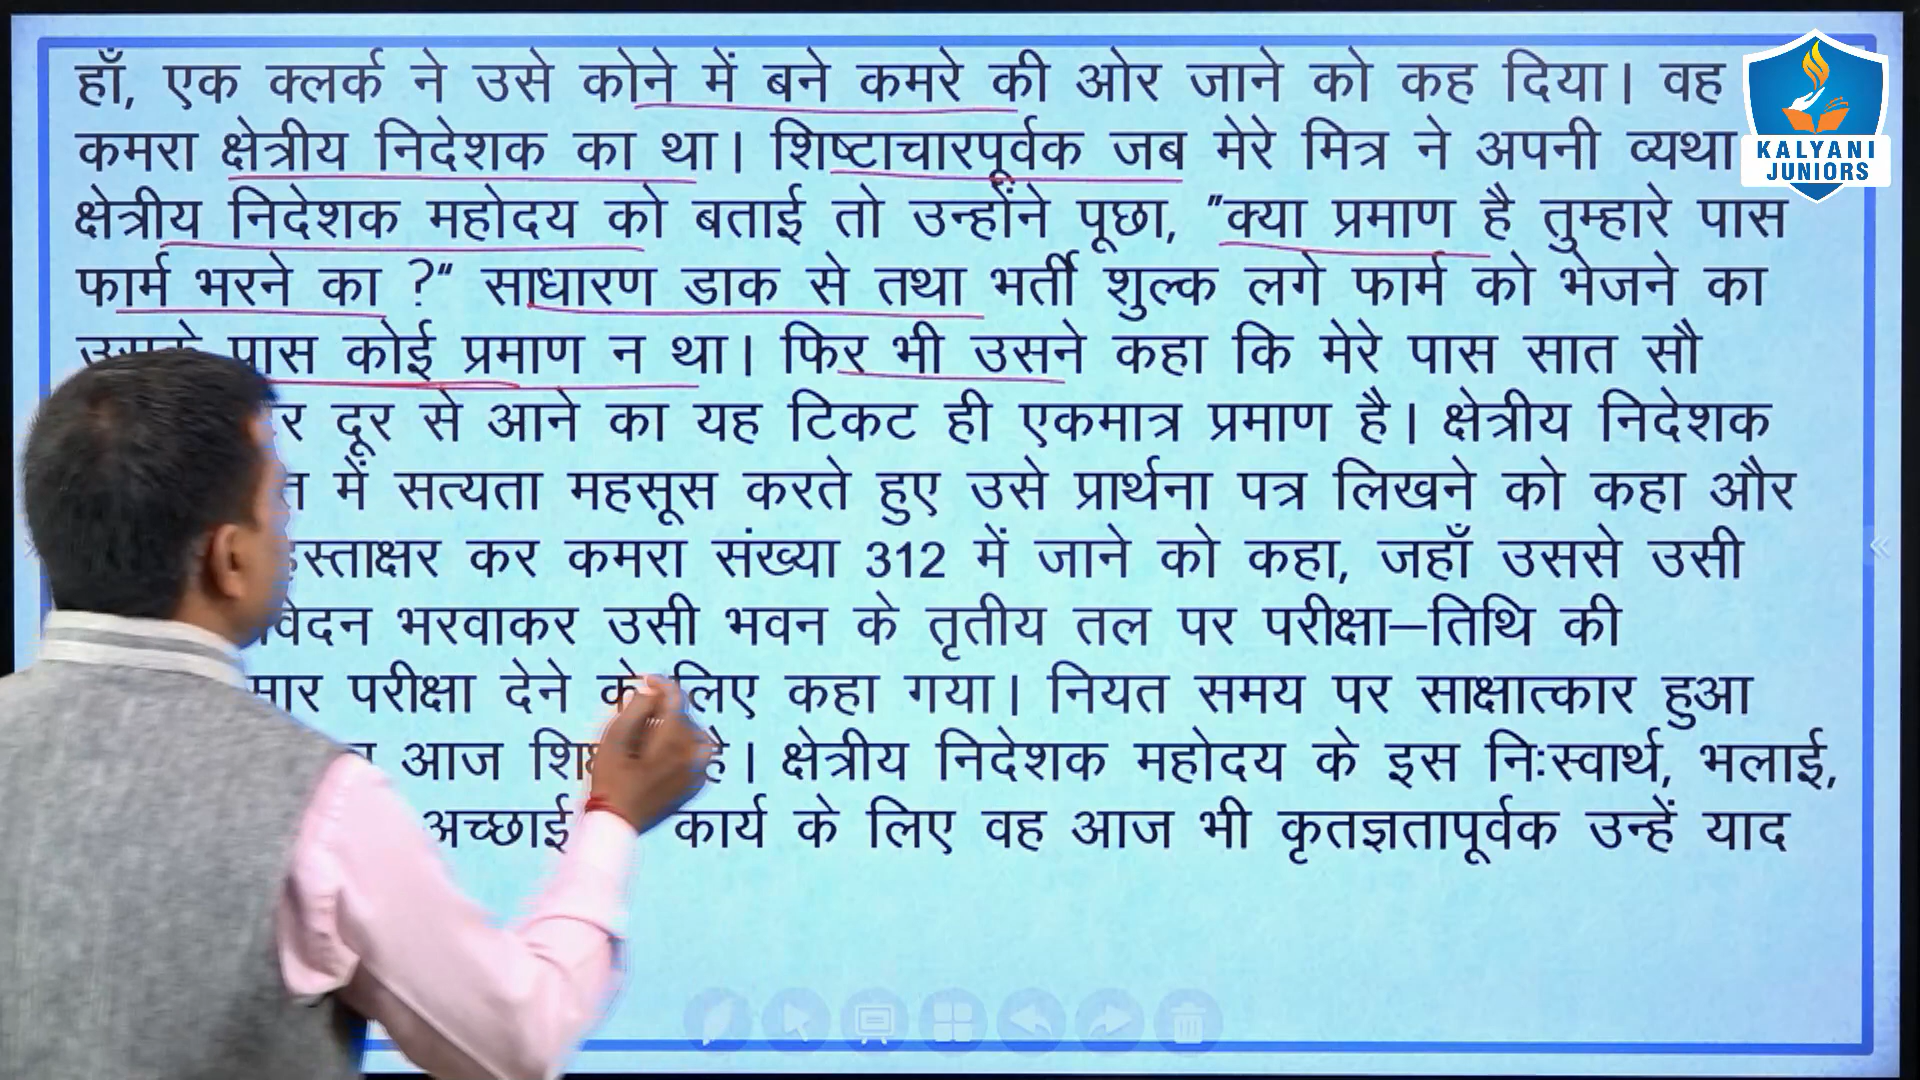 हाँ, एक क्लर्क ने उसे कोने में बने कमरे की ओर जाने को कह दिया। वह
कमरा क्षेत्रीय निदेशक का था। शिष्टाचारपूर्वक जब मेरे मित्र ने अपनी व्यथा
क्षेत्रीय निदेशक महोदय को बताई तो उन्होंने पूछा, "क्या प्रमाण है तुम्हारे पास
फार्म भरने का ?" साधारण डाक से तथा भर्ती शुल्क लगे फार्म को भेजने का
पास कोई प्रमाण न था। फिर भी उसने कहा कि मेरे पास सात सौ
दूर से आने का यह टिकट ही एकमात्र प्रमाण है। क्षेत्रीय निदेशक
में सत्यता महसूस करते हुए उसे प्रार्थना पत्र लिखने को कहा और
हस्ताक्षर कर कमरा संख्या 312 में जाने को कहा, जहाँ उससे उसी
भरवाकर उसी भवन के तृतीय तल पर परीक्षा–तिथि की
परीक्षा देने के लिए कहा गया। नियत समय पर साक्षात्कार हुआ
आज है। क्षेत्रीय निदेशक महोदय के इस निःस्वार्थ, भलाई,
अच्छाई कार्य के लिए वह आज भी कृतज्ञतापूर्वक उन्हें याद
KALYANI
JUNIORS